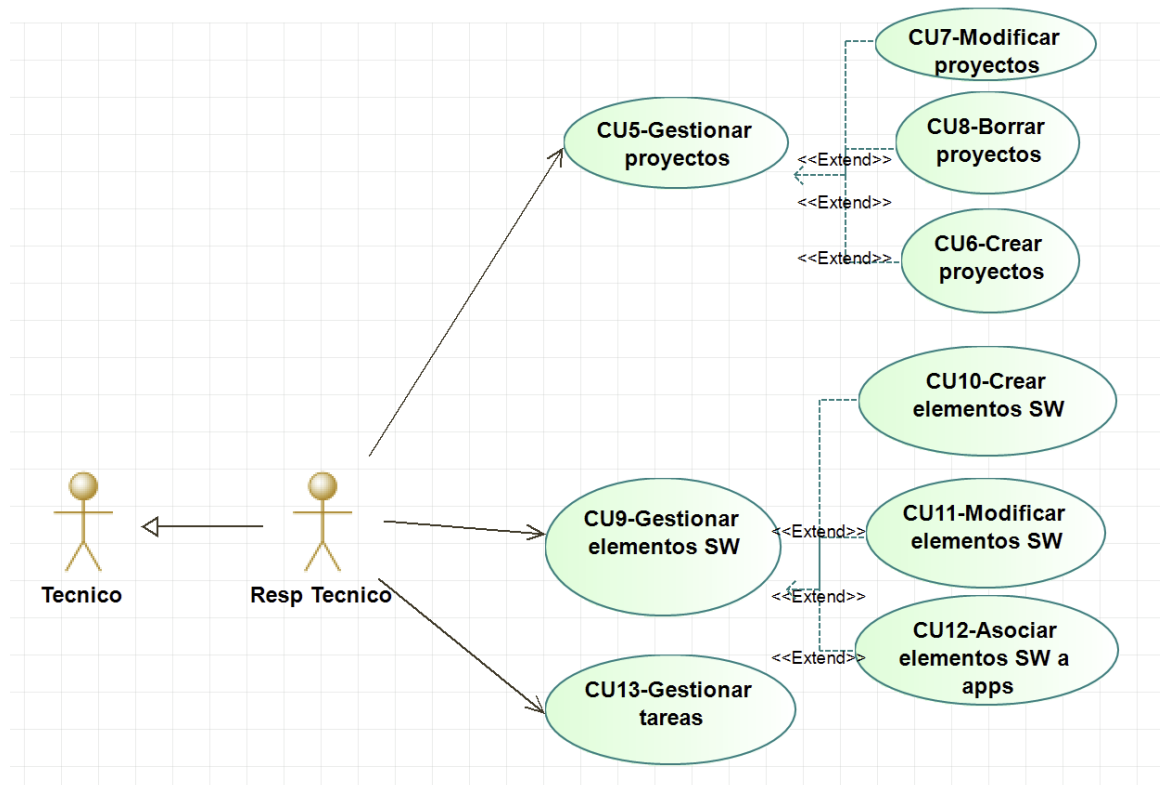 CU7-Modificar
proyectos
CU5-Gestionar
proyectos
CU8-Borrar
proyectos
<<Extend>>
<<Extend>>
CU6-Crear
proyectos
<<Extend>>
CU10-Crear
elementos SW
CU9-Gestionar
elementos SW
CU11-Modificar
elementos SW
<<Extend>>
<<Extend>>
Tecnico
Resp Tecnico
CU12-Asociar
elementos SW a
apps
<<Extend>>
CU13-Gestionar
tareas